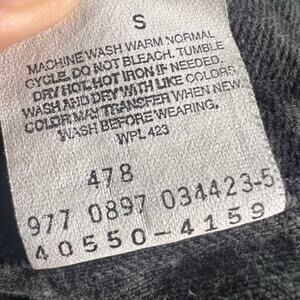 S
MACHINE WASH WARM NORMAL
CYCLE. DO NOT BLEACH. TUMBLE
DRY HOT. HOT IRON IF NEEDED.
WASH AND DRY WITH LIKE COLORS.
COLOR MAY TRANSFER WHEN NEW.
WASH BEFORE WEARING.
WPL 423
478
977 0897 034423-5
40550-4159